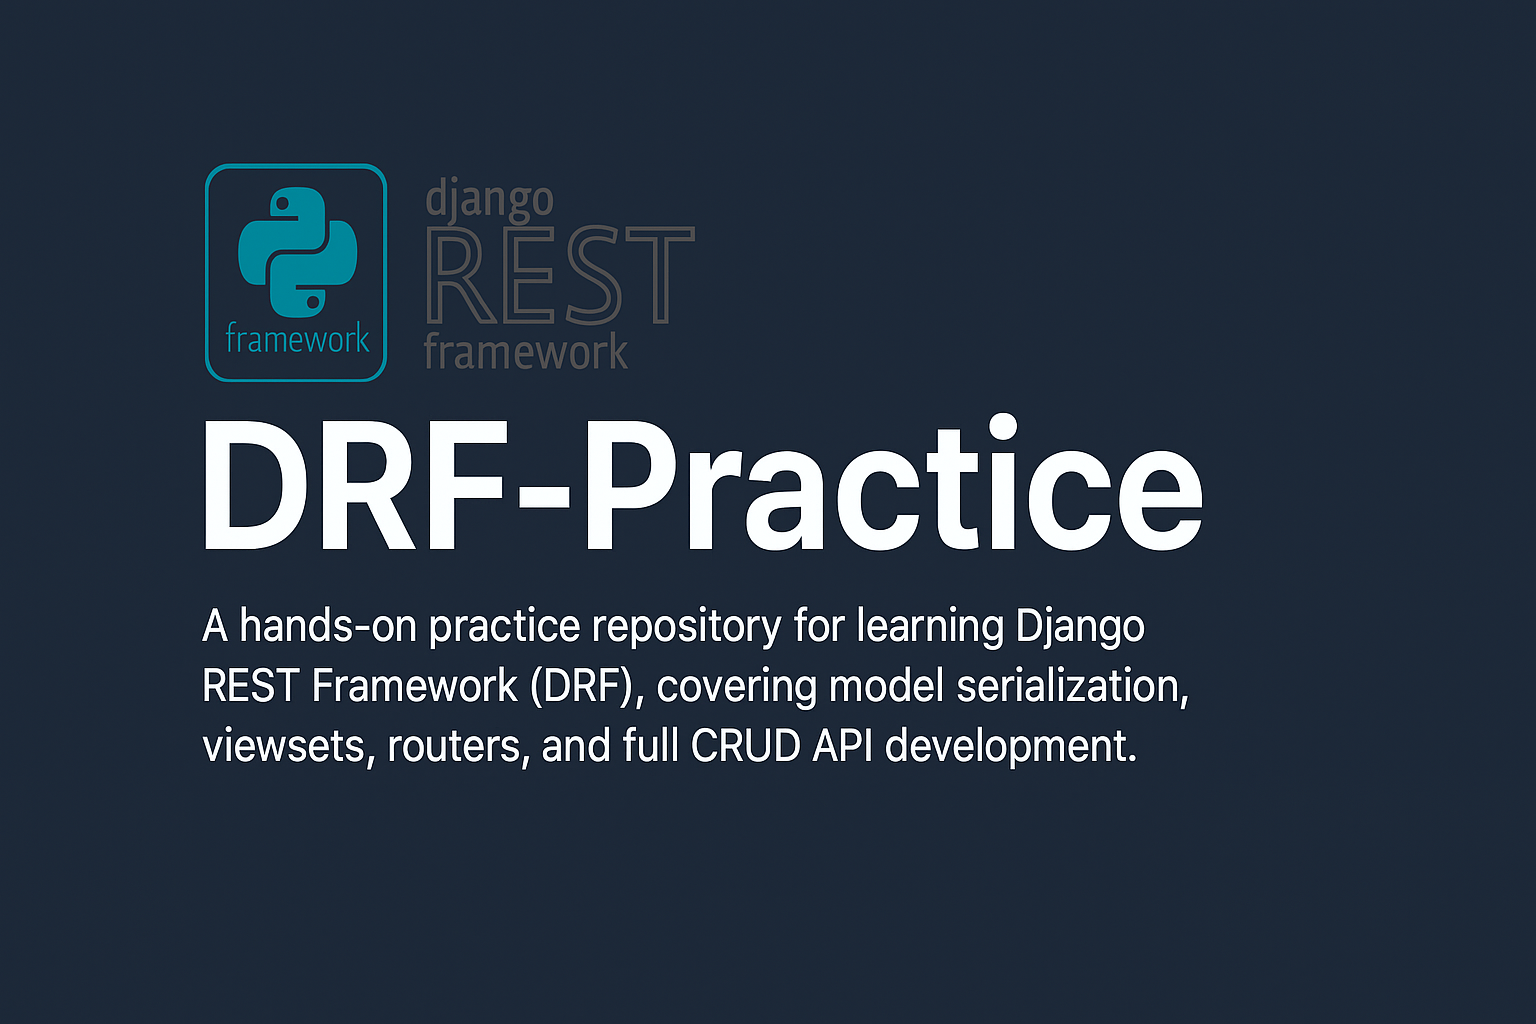 framework
django
REST
framework
DRF-Practice
A hands-on practice repository for learning Django
REST Framework (DRF), covering model serialization,
viewsets, routers, and full CRUD API development.